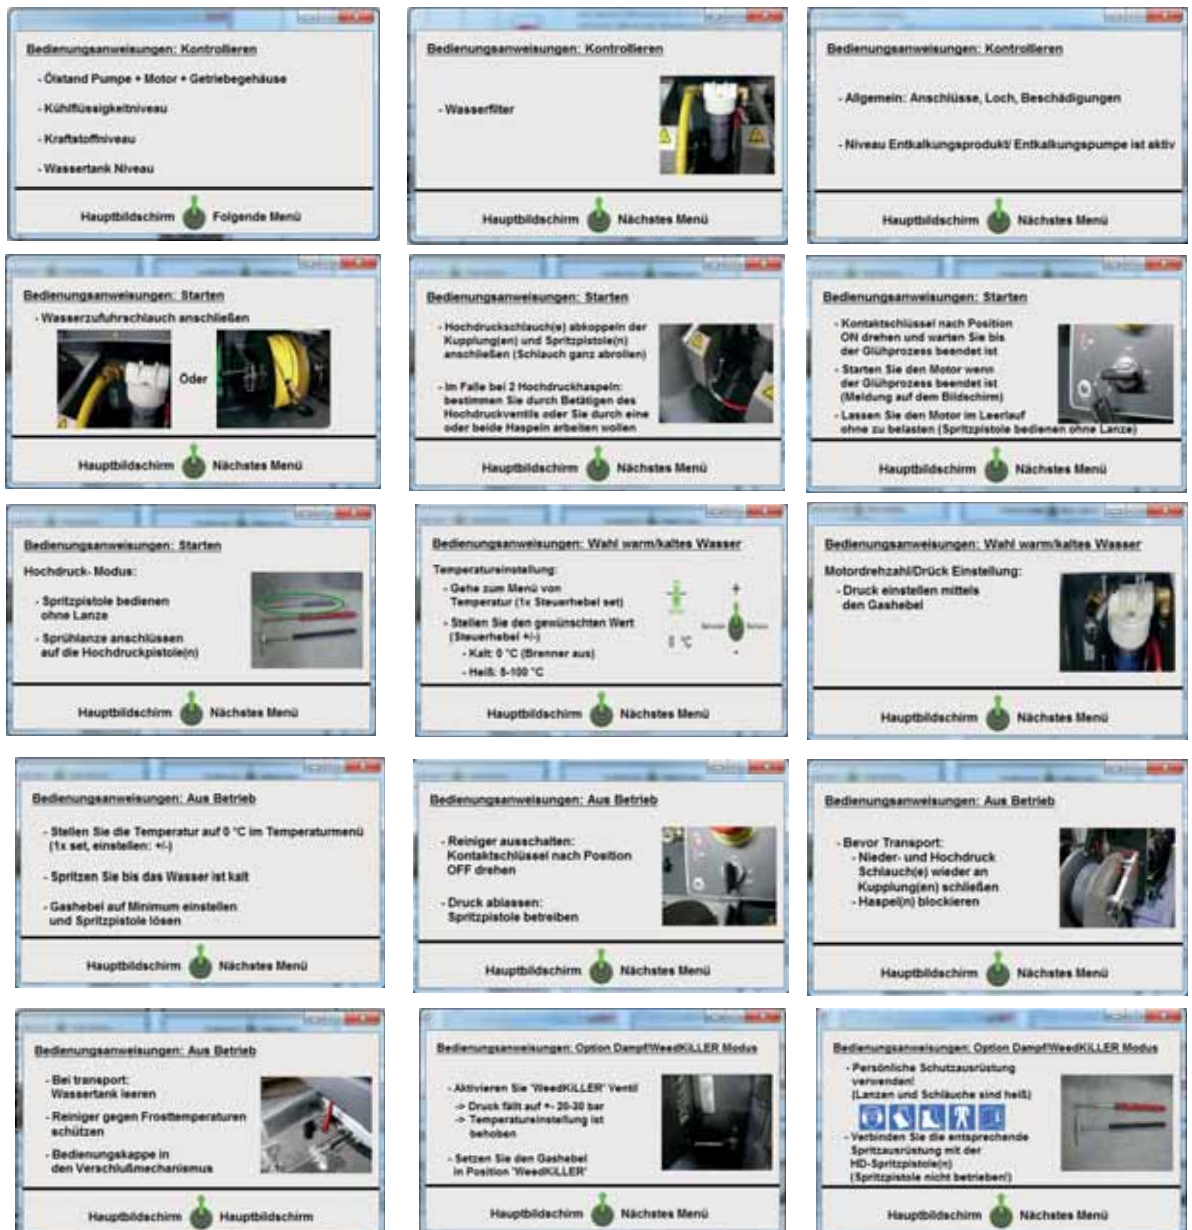 Bedienungsanweisungen: Kontrollieren
- Ölstand Pumpe + Motor + Getriebegehäuse
- Kühlflüssigkeitniveau
- Kraftstoffniveau
- Wassertank Niveau
Hauptbildschirm Folgende Menü
Bedienungsanweisungen: Kontrollieren
- Wasserfilter
Hauptbildschirm Nächstes Menü
Bedienungsanweisungen: Kontrollieren
- Allgemein: Anschlüsse, Loch, Beschädigungen
- Niveau Entkalkungsprodukt/ Entkalkungspumpe ist aktiv
Hauptbildschirm Nächstes Menü
Bedienungsanweisungen: Starten
- Wasserzufuhrschlauch anschließen
Oder
Hauptbildschirm Nächstes Menü
Bedienungsanweisungen: Starten
- Hochdruckschlauch(e) abkoppeln der
Kupplung(en) und Spritzpistole(n)
anschließen (Schlauch ganz abrollen)
- Im Falle bei 2 Hochdruckhaspeln:
bestimmen Sie durch Betätigen des
Hochdruckventils oder Sie durch eine
oder beide Haspeln arbeiten wollen
Hauptbildschirm Nächstes Menü
Bedienungsanweisungen: Starten
- Kontaktschlüssel nach Position
ON drehen und warten Sie bis
der Glühprozess beendet ist
- Starten Sie den Motor wenn
der Glühprozess beendet ist
(Meldung auf dem Bildschirm)
- Lassen Sie den Motor im Leerlauf
ohne zu belasten (Spritzpistole bedienen ohne Lanze)
Hauptbildschirm Nächstes Menü
Bedienungsanweisungen: Starten
Hochdruck- Modus:
- Spritzpistole bedienen
ohne Lanze
- Sprühlanze anschlüssen
auf die Hochdruckpistole(n)
Hauptbildschirm Nächstes Menü
Bedienungsanweisungen: Wahl warm/kaltes Wasser
Temperatureinstellung:
- Gehe zum Menü von
Temperatur (1x Steuerhebel set)
- Stellen Sie den gewünschten Wert
(Steuerhebel +/-)
- Kalt: 0 °C (Brenner aus)
- Heiß: 5-100 °C
+
-
0 °C
Hauptbildschirm Nächstes Menü
Bedienungsanweisungen: Wahl warm/kaltes Wasser
Motordrehzahl/Drück Einstellung:
- Druck einstellen mittels
den Gashebel
Hauptbildschirm Nächstes Menü
Bedienungsanweisungen: Aus Betrieb
- Stellen Sie die Temperatur auf 0 °C im Temperaturmenü
(1x set, einstellen: +/-)
- Spritzen Sie bis das Wasser ist kalt
- Gashebel auf Minimum einstellen
und Spritzpistole lösen
Hauptbildschirm Nächstes Menü
Bedienungsanweisungen: Aus Betrieb
- Reiniger ausschalten:
Kontaktschlüssel nach Position
OFF drehen
- Druck ablassen:
Spritzpistole betreiben
Hauptbildschirm Nächstes Menü
Bedienungsanweisungen: Aus Betrieb
- Bevor Transport:
- Nieder- und Hochdruck
Schlauch(e) wieder an
Kupplung(en) schließen
- Haspel(n) blockieren
Hauptbildschirm Nächstes Menü
Bedienungsanweisungen: Aus Betrieb
- Bei transport:
Wassertank leeren
- Reiniger gegen Frosttemperaturen
schützen
- Bedienungskappe in
den Verschlußmechanismus
Hauptbildschirm Hauptbildschirm
Bedienungsanweisungen: Option Dampf/WeedKiLLER Modus
- Aktivieren Sie 'WeedKiLLER' Ventil
-> Druck fällt auf +- 20-30 bar
-> Temperatureinstellung ist
behoben
- Setzen Sie den Gashebel
in Position 'WeedKiLLER'
Hauptbildschirm Nächstes Menü
Bedienungsanweisungen: Option Dampf/WeedKiLLER Modus
- Persönliche Schutzausrüstung
verwenden!
(Lanzen und Schläuche sind heiß)
- Verbinden Sie die entsprechende
Spritzausrüstung mit der
HD-Spritzpistole(n)
(Spritzpistole nicht betrieben!)
Hauptbildschirm Nächstes Menü